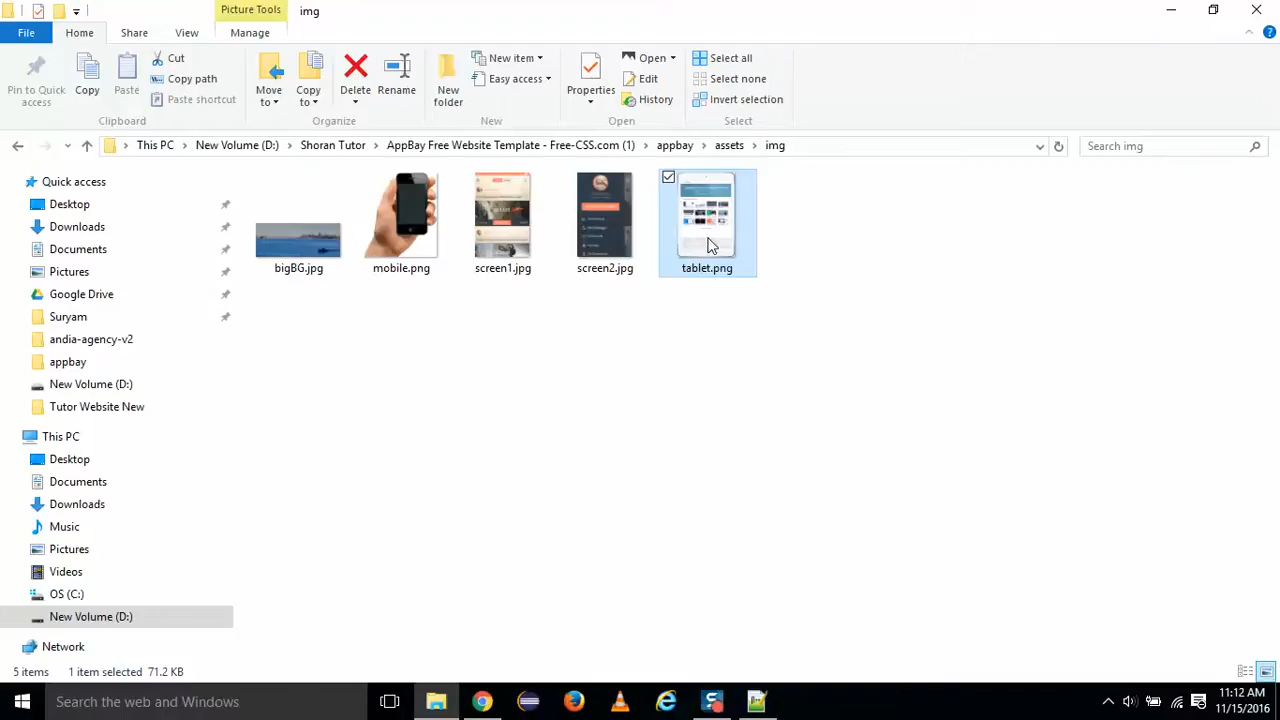 Picture Tools
img
File
Home
Share
View
Manage
Pin to Quick access
Copy
Paste
Cut
Copy path
Paste shortcut
Move to
Copy to
Delete
Rename
New folder
New item
Easy access
Properties
Open
Edit
History
Select all
Select none
Invert selection
Clipboard
Organize
New
Open
Select
This PC
New Volume (D:)
Shoran Tutor
AppBay Free Website Template - Free-CSS.com (1)
appbay
assets
img
Search img
Quick access
Desktop
Downloads
Documents
Pictures
Google Drive
Suryam
andia-agency-v2
appbay
New Volume (D:)
Tutor Website New
This PC
Desktop
Documents
Downloads
Music
Pictures
Videos
OS (C:)
New Volume (D:)
Network
bigBG.jpg
mobile.png
screen1.jpg
screen2.jpg
tablet.png
5 items
1 item selected 71.2 KB
Search the web and Windows
11:12 AM
11/15/2016